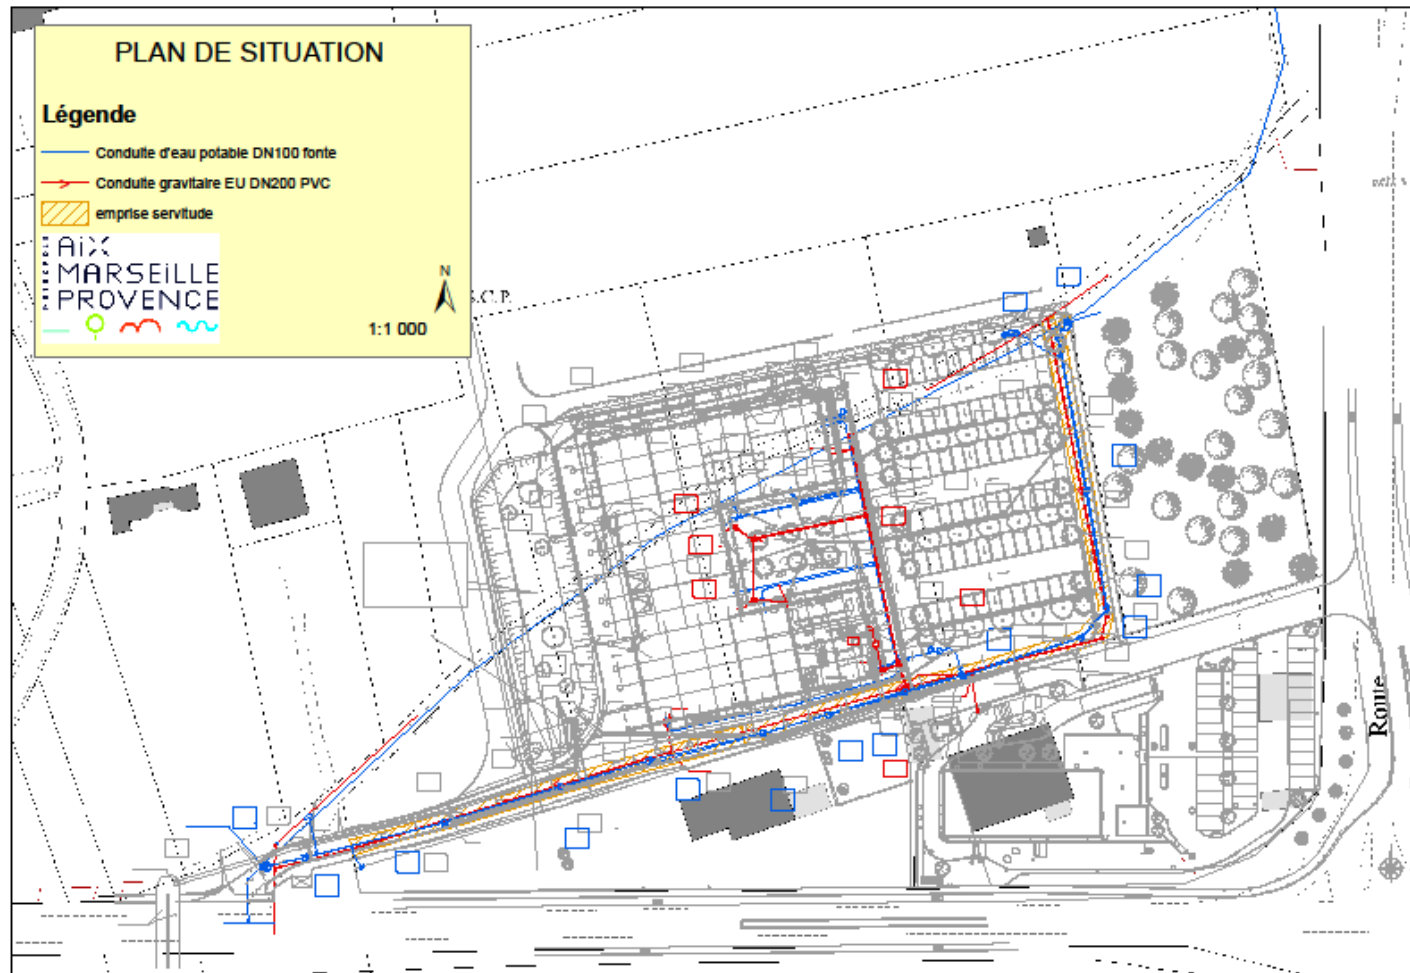 PLAN DE SITUATION
Légende
Conduite d'eau potable DN100 fonte
Conduite gravitaire EU DN200 PVC
emprise servitude
AiX
MARSEiLLE
PROVENCE
N
1:1 000
S.C.P.
Route